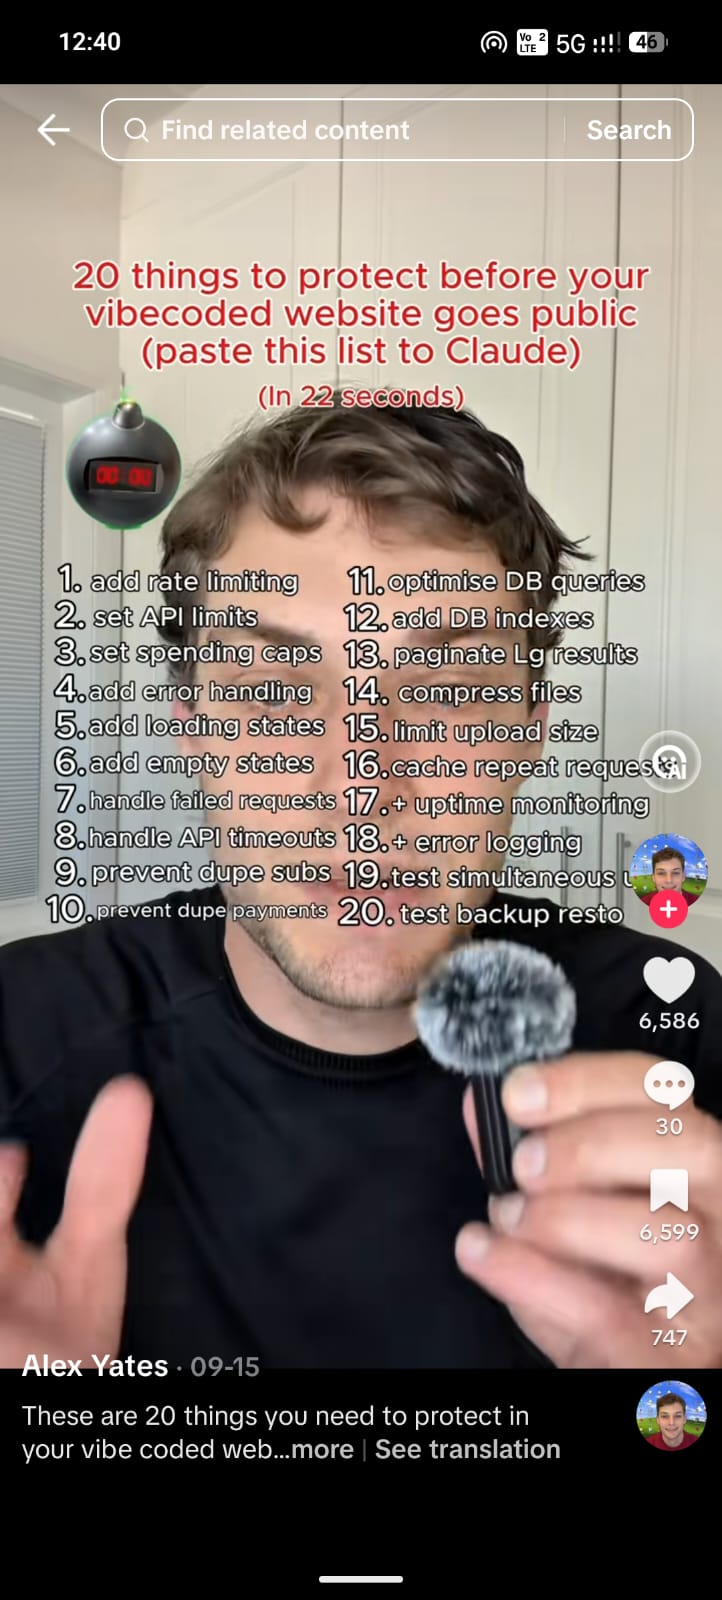 12:40
Vo 2
LTE
5G
46
Find related content
Search
20 things to protect before your
vibecoded website goes public
(paste this list to Claude)
(In 22 seconds)
00:00
1. add rate limiting
2. set API limits
3. set spending caps
4. add error handling
5. add loading states
6. add empty states
7. handle failed requests
8. handle API timeouts
9. prevent dupe subs
10. prevent dupe payments
11. optimise DB queries
12. add DB indexes
13. paginate Lg results
14. compress files
15. limit upload size
16. cache repeat
17. + uptime monitoring
18. + error logging
19. test simultaneous
20. test backup resto
6,586
30
6,599
747
Alex Yates · 09-15
These are 20 things you need to protect in
your vibe coded web...more | See translation